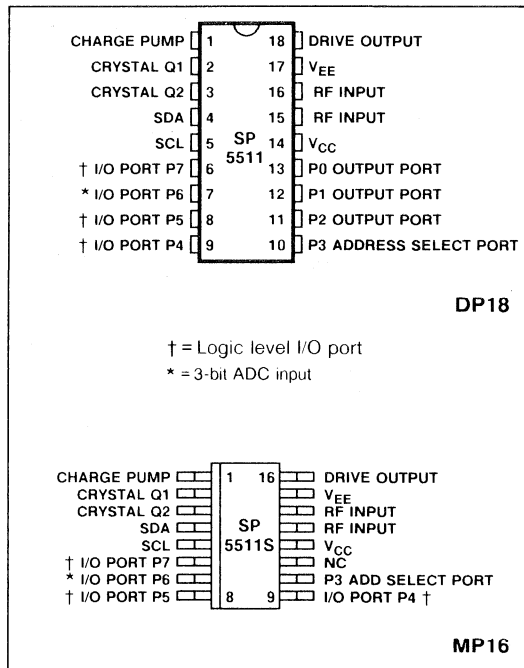 CHARGE PUMP 1 18 DRIVE OUTPUT
CRYSTAL Q1 2 17 VEE
CRYSTAL Q2 3 16 RF INPUT
SDA 4 15 RF INPUT
SCL 5 SP 5511 14 VCC
† I/O PORT P7 6 13 P0 OUTPUT PORT
* I/O PORT P6 7 12 P1 OUTPUT PORT
† I/O PORT P5 8 11 P2 OUTPUT PORT
† I/O PORT P4 9 10 P3 ADDRESS SELECT PORT
DP18
† = Logic level I/O port
* = 3-bit ADC input
CHARGE PUMP 1 16 DRIVE OUTPUT
CRYSTAL Q1 VEE
CRYSTAL Q2 RF INPUT
SDA SP RF INPUT
SCL 5511S VCC
† I/O PORT P7 NC
* I/O PORT P6 P3 ADD SELECT PORT
† I/O PORT P5 8 9 I/O PORT P4 †
MP16